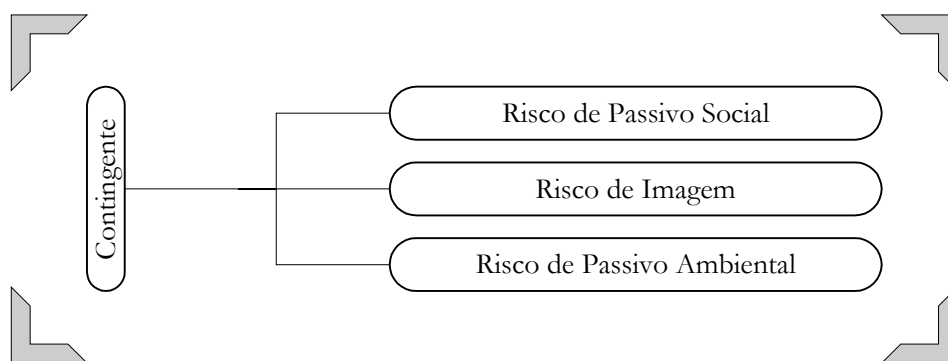 Contingente
Risco de Passivo Social
Risco de Imagem
Risco de Passivo Ambiental